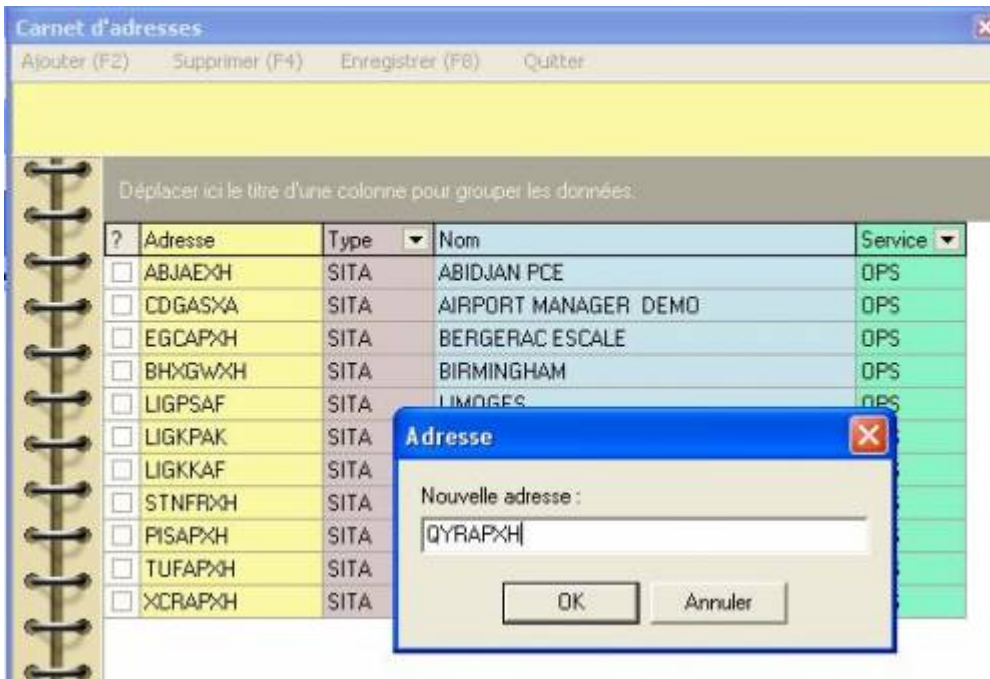 Carnet d'adresses
Ajouter (F2) Supprimer (F4) Enregistrer (F8) Quitter
Déplacer ici le titre d'une colonne pour grouper les données.
? Adresse Type Nom Service
ABJAEXH SITA ABIDJAN PCE OPS
CDGASXA SITA AIRPORT MANAGER DEMO OPS
EGCAPXH SITA BERGERAC ESCALE OPS
BHXGWXH SITA BIRMINGHAM OPS
LIGPSAF SITA LIMOGES OPS
LIGKPAK SITA
LIGKKAF SITA
STNFRXH SITA
PISAPXH SITA
TUFAPXH SITA
XCRAPXH SITA
Adresse
Nouvelle adresse :
QYRAPXH
OK Annuler